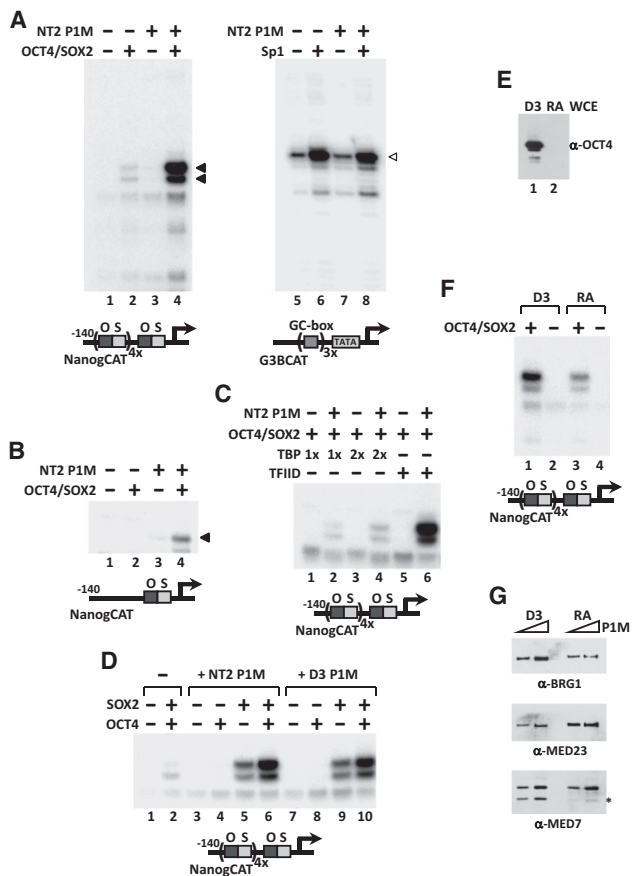 A
NT2 P1M – – + +
OCT4/SOX2 – + – +
1 2 3 4
-140
O S O S
4x
NanogCAT
NT2 P1M – – + +
Sp1 – + – +
5 6 7 8
GC-box
TATA
3x
G3BCAT
B
NT2 P1M – – + +
OCT4/SOX2 – + – +
1 2 3 4
-140
O S
NanogCAT
C
NT2 P1M – + – + – +
OCT4/SOX2 + + + + + +
TBP 1x 1x 2x 2x – –
TFIID – – – – + +
1 2 3 4 5 6
-140
O S O S
4x
NanogCAT
D
– + NT2 P1M + D3 P1M
SOX2 – + – – + + – – + +
OCT4 – + – + – + – + – +
1 2 3 4 5 6 7 8 9 10
-140
O S O S
4x
NanogCAT
E
D3 RA WCE
α-OCT4
1 2
F
D3 RA
OCT4/SOX2 + – + –
1 2 3 4
-140
O S O S
4x
NanogCAT
G
D3 RA
P1M
α-BRG1
α-MED23
*
α-MED7